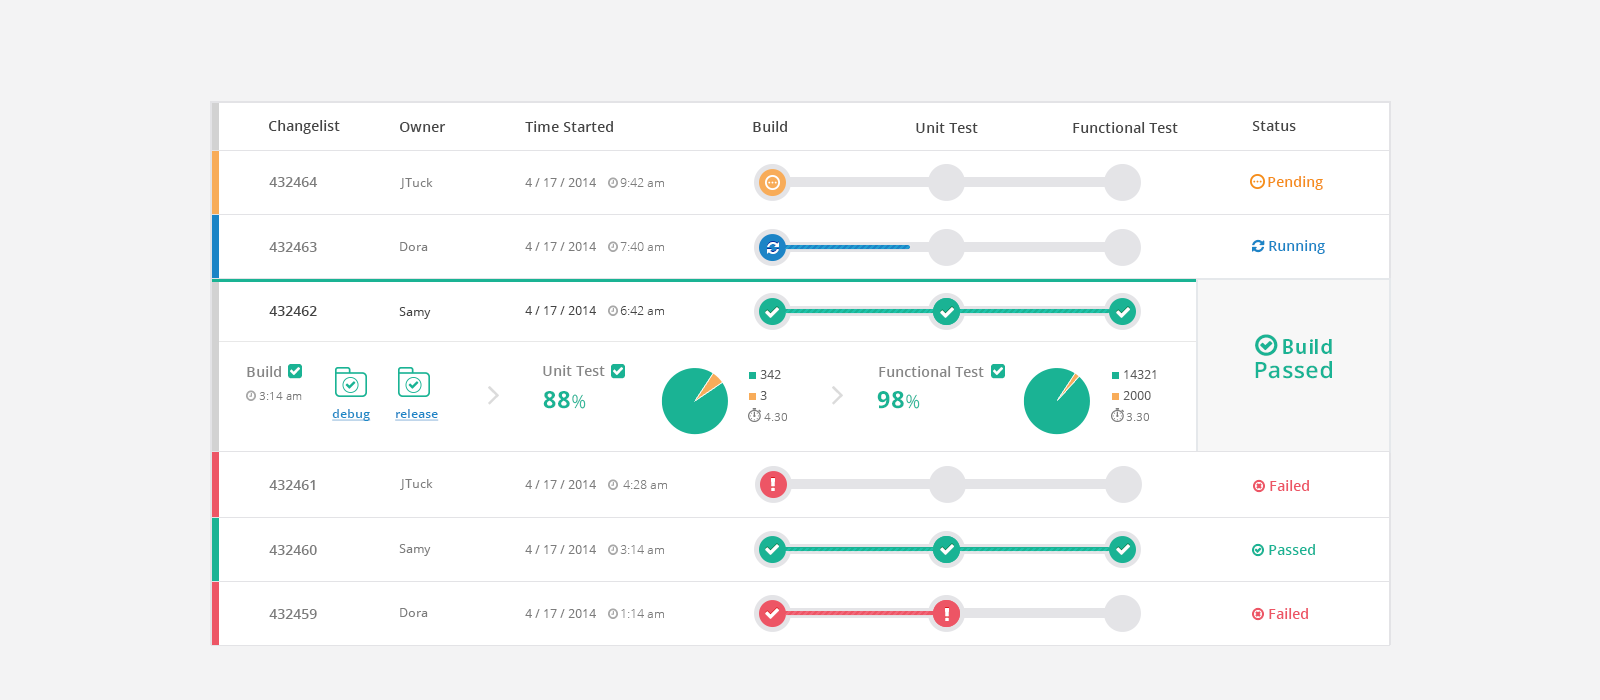 Changelist Owner Time Started Build Unit Test Functional Test Status
432464 JTuck 4 / 17 / 2014 9:42 am Pending
432463 Dora 4 / 17 / 2014 7:40 am Running
432462 Samy 4 / 17 / 2014 6:42 am
Build
Passed
Build
3:14 am
debug
release
Unit Test
88%
342
3
4.30
Functional Test
98%
14321
2000
3.30
432461 JTuck 4 / 17 / 2014 4:28 am Failed
432460 Samy 4 / 17 / 2014 3:14 am Passed
432459 Dora 4 / 17 / 2014 1:14 am Failed